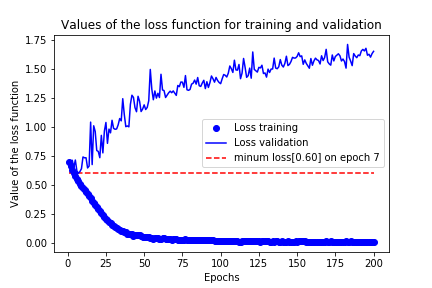 Values of the loss function for training and validation
Value of the loss function
1.75
1.50
1.25
1.00
0.75
0.50
0.25
0.00
Loss training
Loss validation
minum loss[0.60] on epoch 7
0 25 50 75 100 125 150 175 200
Epochs